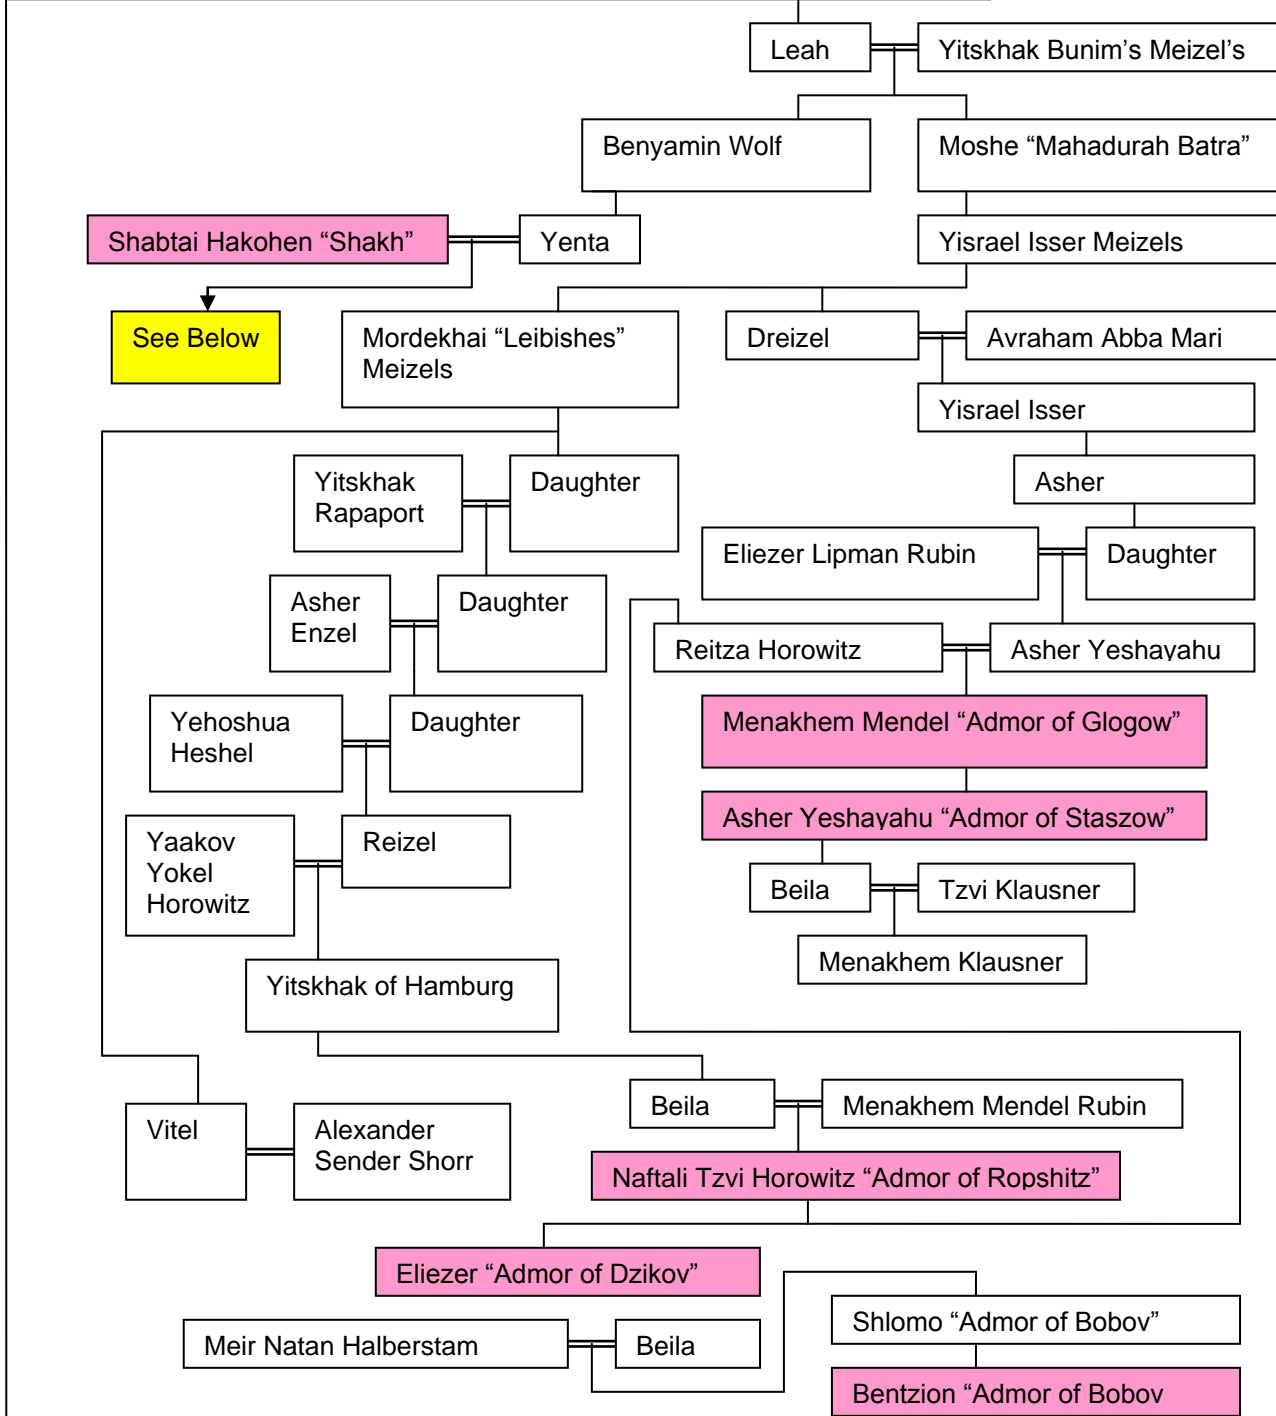 Leah
Yitskhak Bunim’s Meizel’s
Benyamin Wolf
Moshe “Mahadurah Batra”
Shabtai Hakohen “Shakh”
Yenta
Yisrael Isser Meizels
See Below
Mordekhai “Leibishes”
Meizels
Dreizel
Avraham Abba Mari
Yisrael Isser
Yitskhak
Rapaport
Daughter
Asher
Eliezer Lipman Rubin
Daughter
Asher
Enzel
Daughter
Reitza Horowitz
Asher Yeshayahu
Yehoshua
Heshel
Daughter
Menakhem Mendel “Admor of Glogow”
Asher Yeshayahu “Admor of Staszow”
Yaakov
Yokel
Horowitz
Reizel
Beila
Tzvi Klausner
Menakhem Klausner
Yitskhak of Hamburg
Beila
Menakhem Mendel Rubin
Vitel
Alexander
Sender Shorr
Naftali Tzvi Horowitz “Admor of Ropshitz”
Eliezer “Admor of Dzikov”
Shlomo “Admor of Bobov”
Meir Natan Halberstam
Beila
Bentzion “Admor of Bobov